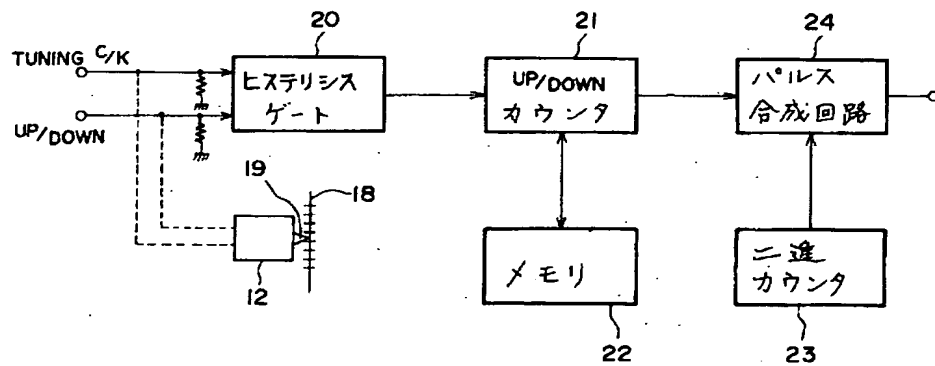 20
21
24
TUNING C/K
UP/DOWN
ヒステリシス
ゲート
UP/DOWN
カウンタ
パルス
合成回路
19
18
12
メモリ
22
二進
カウンタ
23